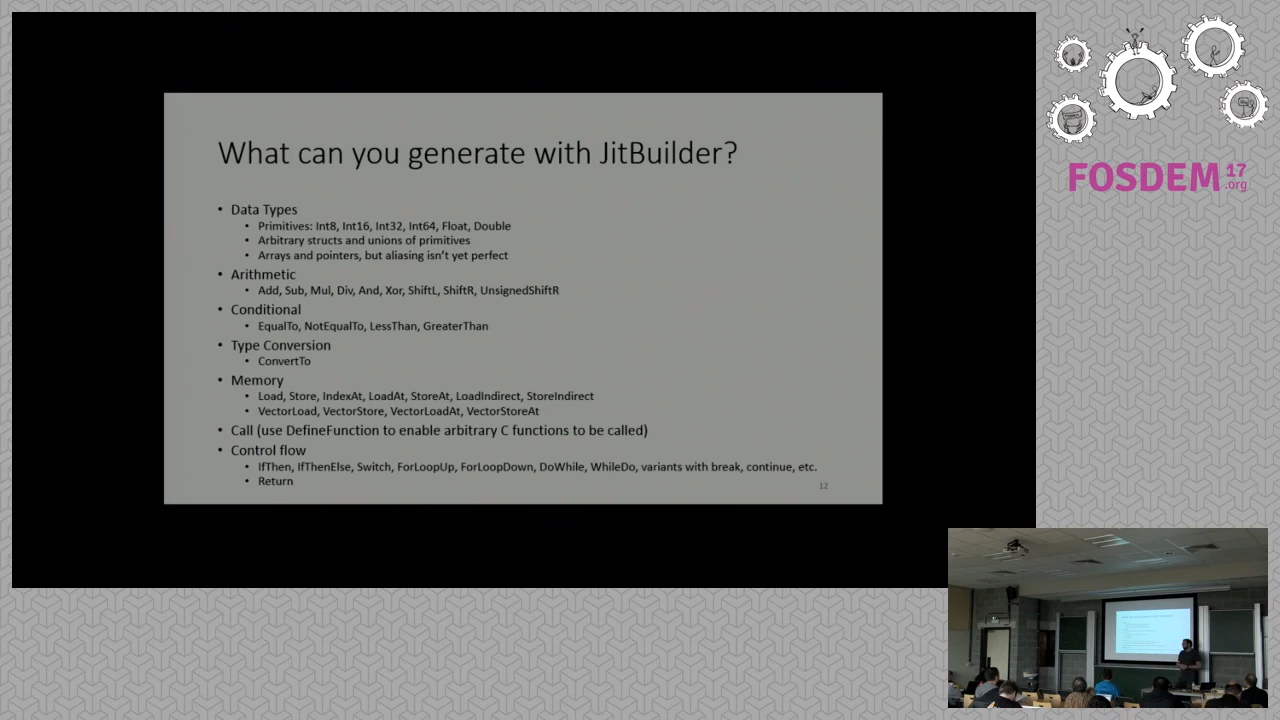 What can you generate with JitBuilder?
• Data Types
• Primitives: Int8, Int16, Int32, Int64, Float, Double
• Arbitrary structs and unions of primitives
• Arrays and pointers, but aliasing isn't yet perfect
• Arithmetic
• Add, Sub, Mul, Div, And, Xor, ShiftL, ShiftR, UnsignedShiftR
• Conditional
• EqualTo, NotEqualTo, LessThan, GreaterThan
• Type Conversion
• ConvertTo
• Memory
• Load, Store, IndexAt, LoadAt, StoreAt, LoadIndirect, StoreIndirect
• VectorLoad, VectorStore, VectorLoadAt, VectorStoreAt
• Call (use DefineFunction to enable arbitrary C functions to be called)
• Control flow
• IfThen, IfThenElse, Switch, ForLoopUp, ForLoopDown, DoWhile, WhileDo, variants with break, continue, etc.
• Return
12
FOSDEM 17
.org